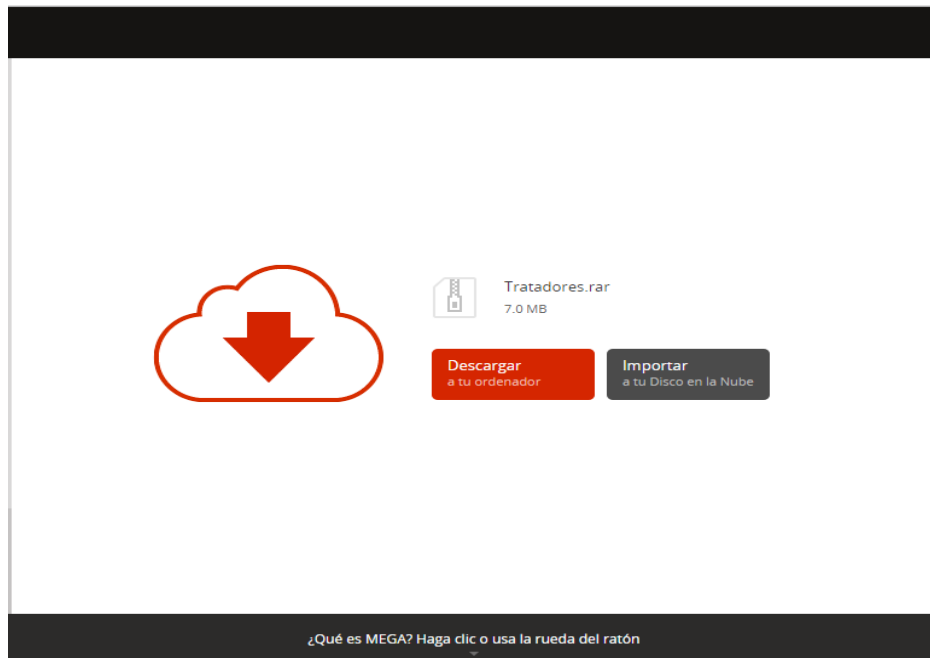 Tratadores.rar
7.0 MB
Descargar
a tu ordenador
Importar
a tu Disco en la Nube
¿Qué es MEGA? Haga clic o usa la rueda del ratón